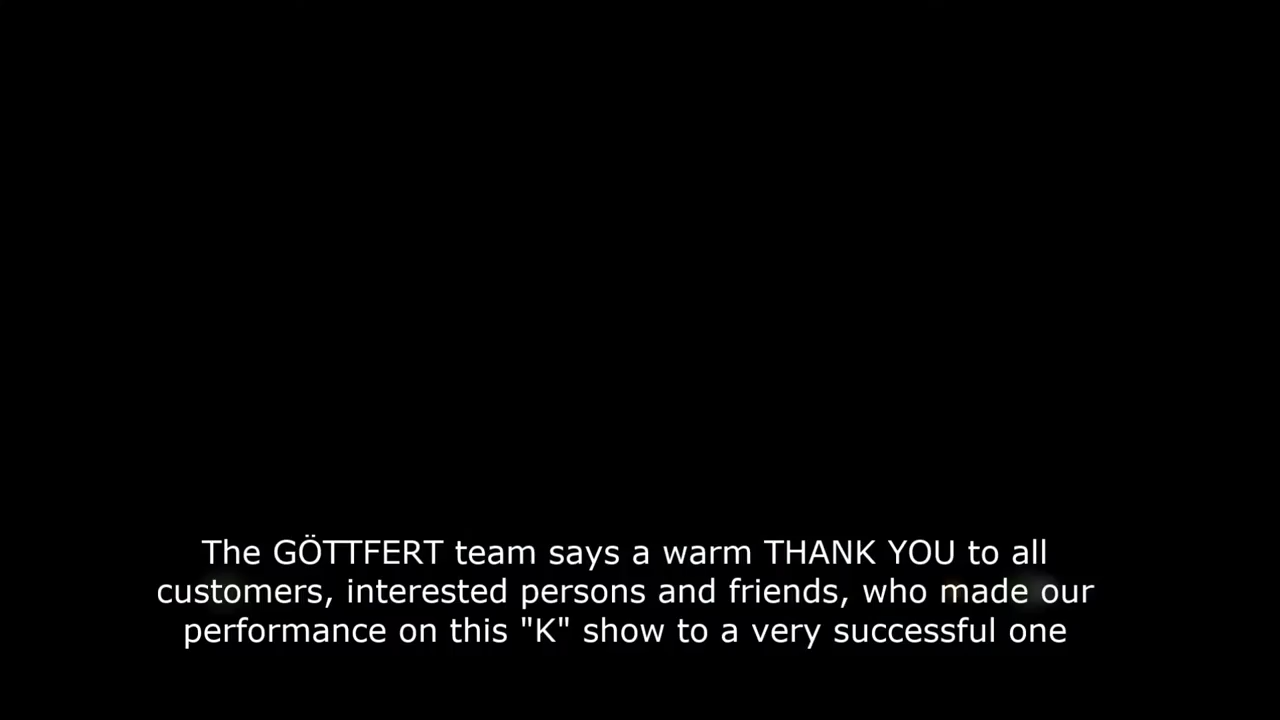 The GÖTTFERT team says a warm THANK YOU to all
customers, interested persons and friends, who made our
performance on this "K" show to a very successful one